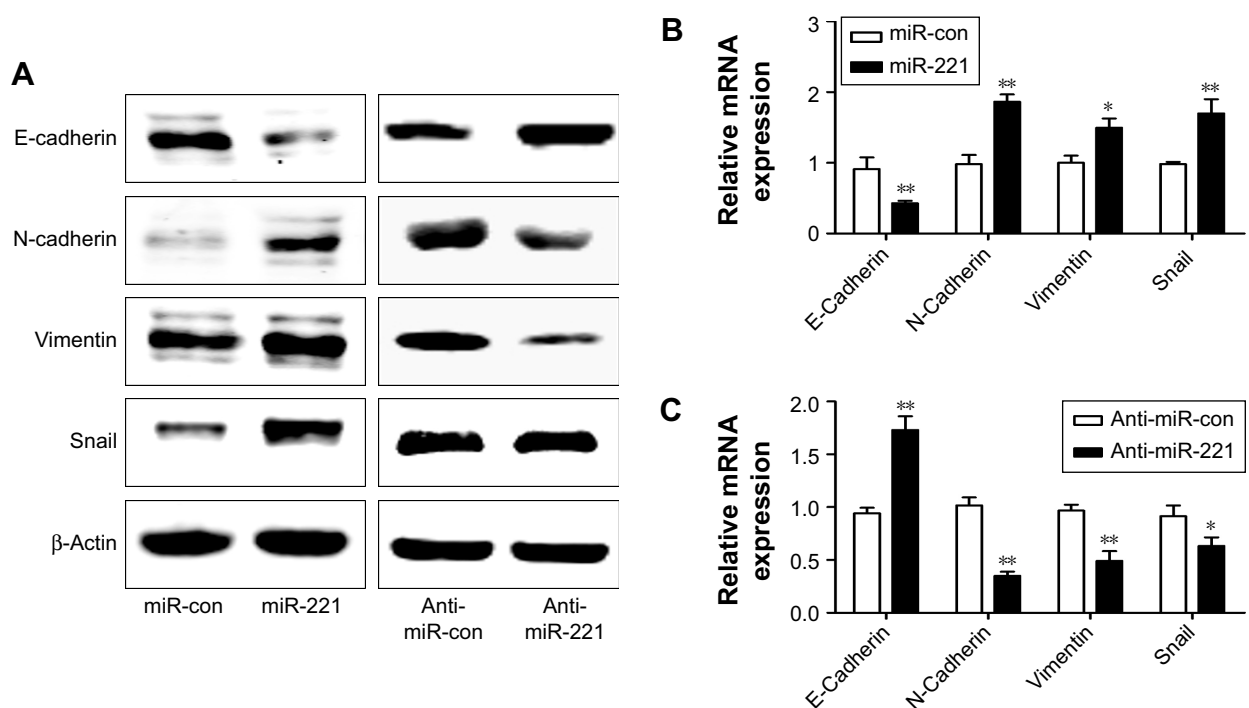 A
E-cadherin
N-cadherin
Vimentin
Snail
β-Actin
miR-con
miR-221
Anti-
miR-con
Anti-
miR-221
B
Relative mRNA
expression
3
2
1
0
miR-con
miR-221
**
**
*
**
E-Cadherin
N-Cadherin
Vimentin
Snail
C
Relative mRNA
expression
2.0
1.5
1.0
0.5
0.0
Anti-miR-con
Anti-miR-221
**
**
**
*
E-Cadherin
N-Cadherin
Vimentin
Snail